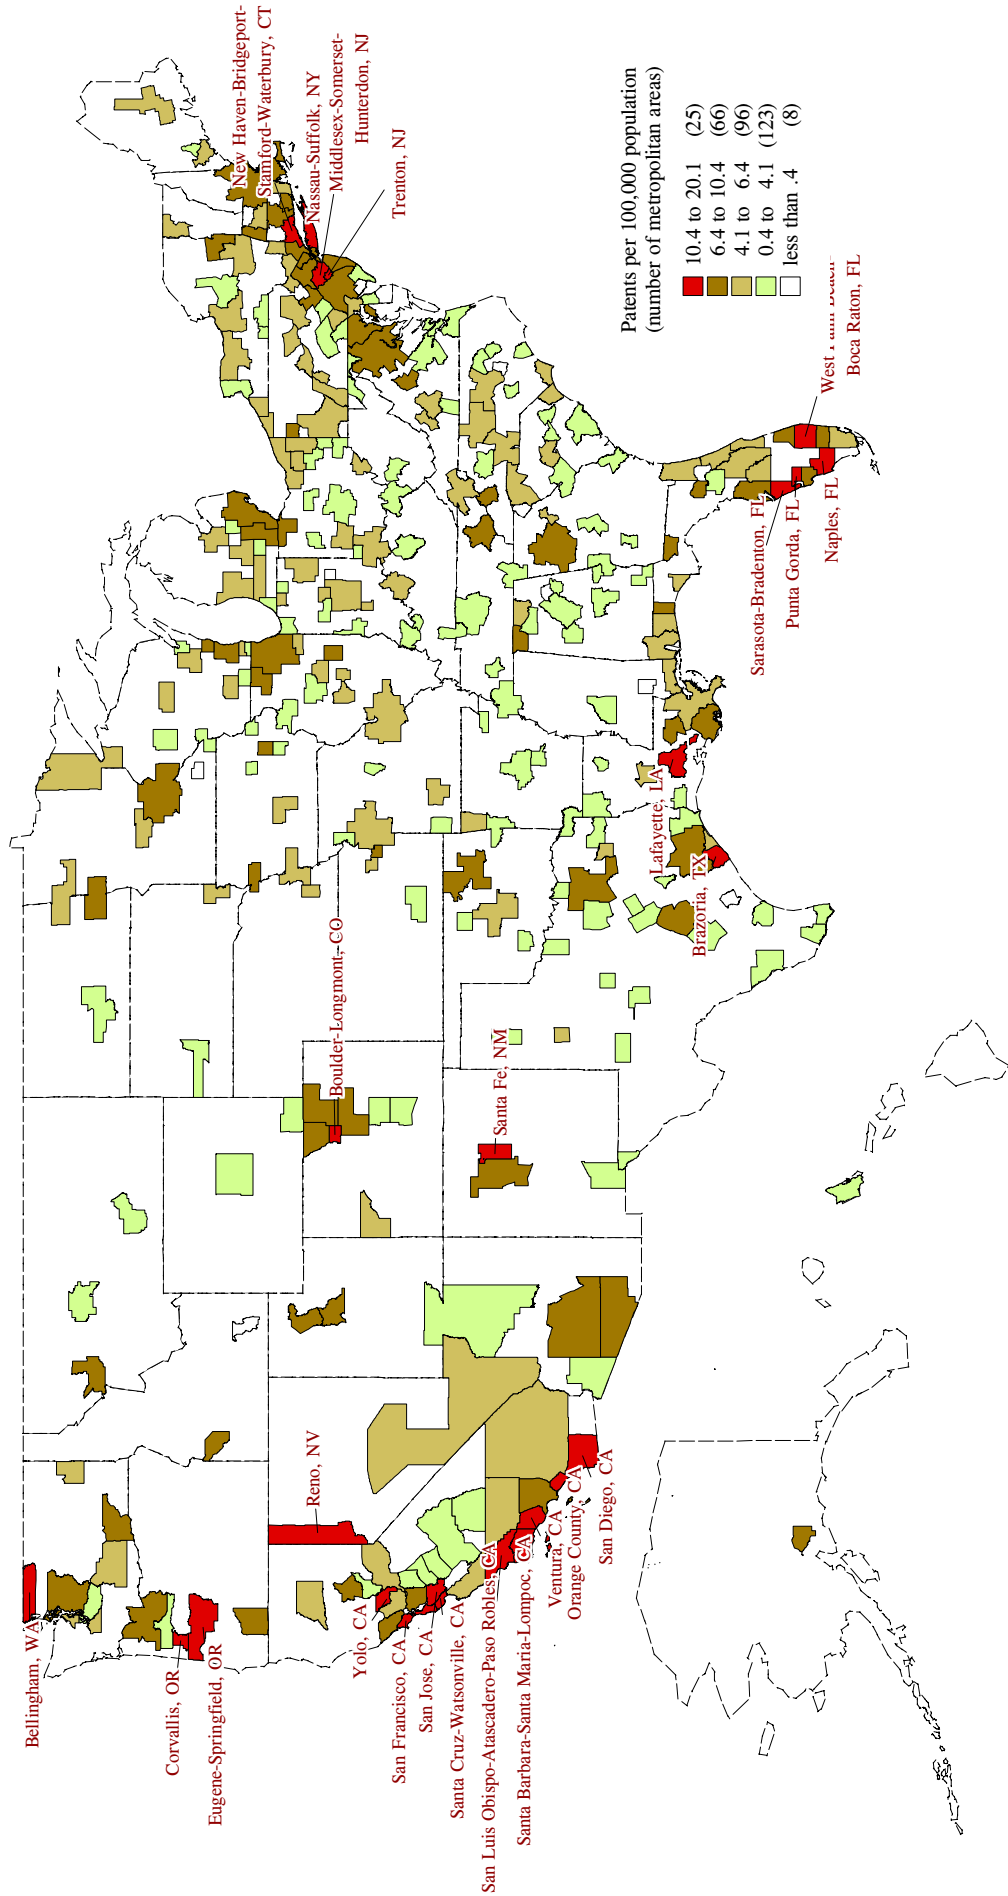 Bellingham, WA
Corvallis, OR
Eugene-Springfield, OR
Reno, NV
Yolo, CA
San Francisco, CA
San Jose, CA
Santa Cruz-Watsonville, CA
San Luis Obispo-Atascadero-Paso Robles, CA
Santa Barbara-Santa Maria-Lompoc, CA
Ventura, CA
Orange County, CA
San Diego, CA
Boulder-Longmont, CO
Santa Fe, NM
Lafayette, LA
Brazoria, TX
Sarasota-Bradenton, FL
Punta Gorda, FL
Naples, FL
West Palm Beach-
Boca Raton, FL
New Haven-Bridgeport-
Stamford-Waterbury, CT
Nassau-Suffolk, NY
Middlesex-Somerset-
Hunterdon, NJ
Trenton, NJ
Patents per 100,000 population
(number of metropolitan areas)
10.4 to 20.1 (25)
6.4 to 10.4 (66)
4.1 to 6.4 (96)
0.4 to 4.1 (123)
less than .4 (8)